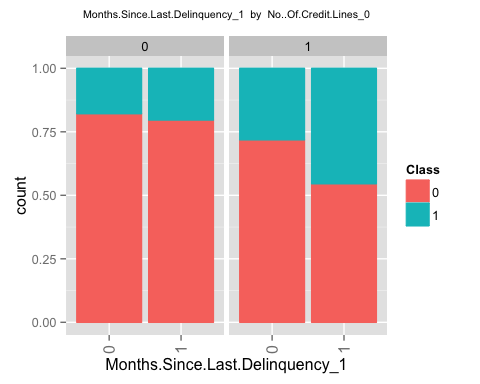 Months.Since.Last.Delinquency_1 by No..Of.Credit.Lines_0
0 1
1.00
0.75
0.50
0.25
0.00
count
0 1 0 1
Months.Since.Last.Delinquency_1
Class
0
1